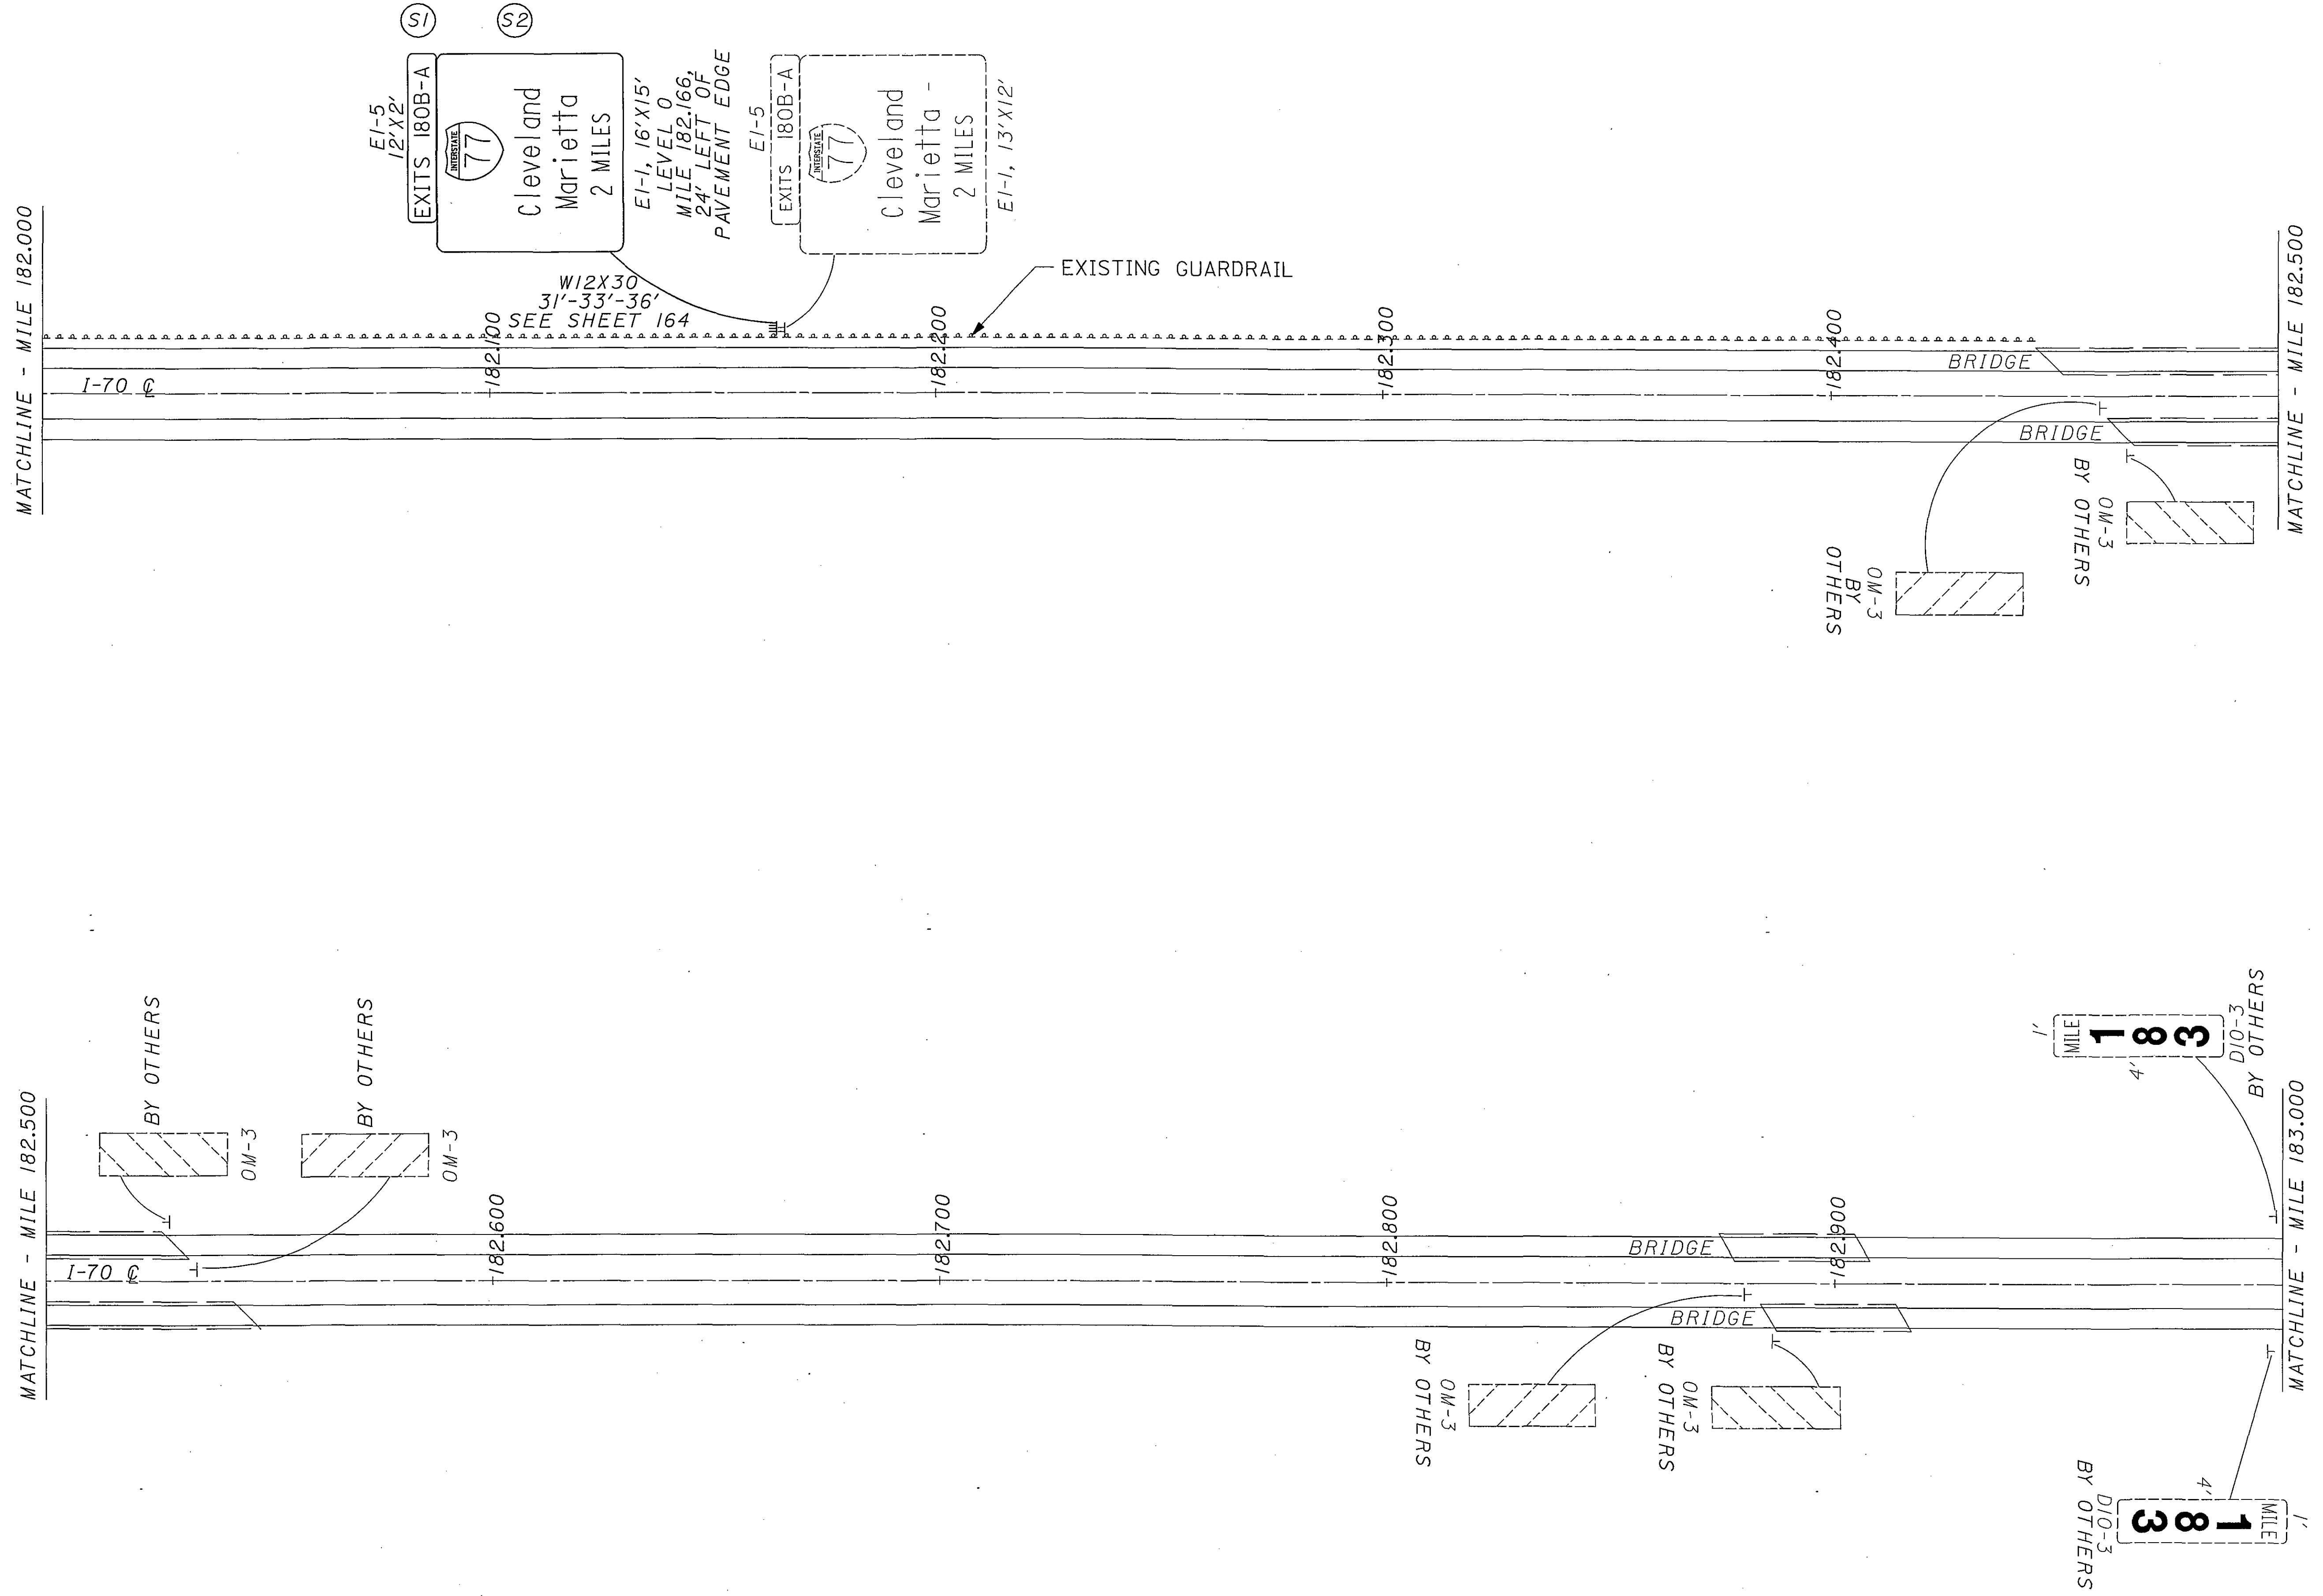 S1
S2
E1-5
12'X2'
EXITS 180B-A
INTERSTATE
77
Cleveland
Marietta
2 MILES
E1-1, 16'X15'
LEVEL 0
MILE 182.166,
24' LEFT OF
PAVEMENT EDGE
E1-5
EXITS 180B-A
INTERSTATE
77
Cleveland
Marietta -
2 MILES
E1-1, 13'X12'
W12X30
31'-33'-36'
SEE SHEET 164
EXISTING GUARDRAIL
MATCHLINE - MILE 182.000
I-70 ℄
182.100
182.200
182.300
182.400
BRIDGE
BRIDGE
MATCHLINE - MILE 182.500
OM-3
BY OTHERS
OM-3
BY
OTHERS
MATCHLINE - MILE 182.500
BY OTHERS
OM-3
BY OTHERS
OM-3
I-70 ℄
182.600
182.700
182.800
182.900
BRIDGE
BRIDGE
OM-3
BY OTHERS
OM-3
BY OTHERS
1'
MILE
183
4'
D10-3
BY OTHERS
MATCHLINE - MILE 183.000
1'
MILE
183
4'
D10-3
BY OTHERS